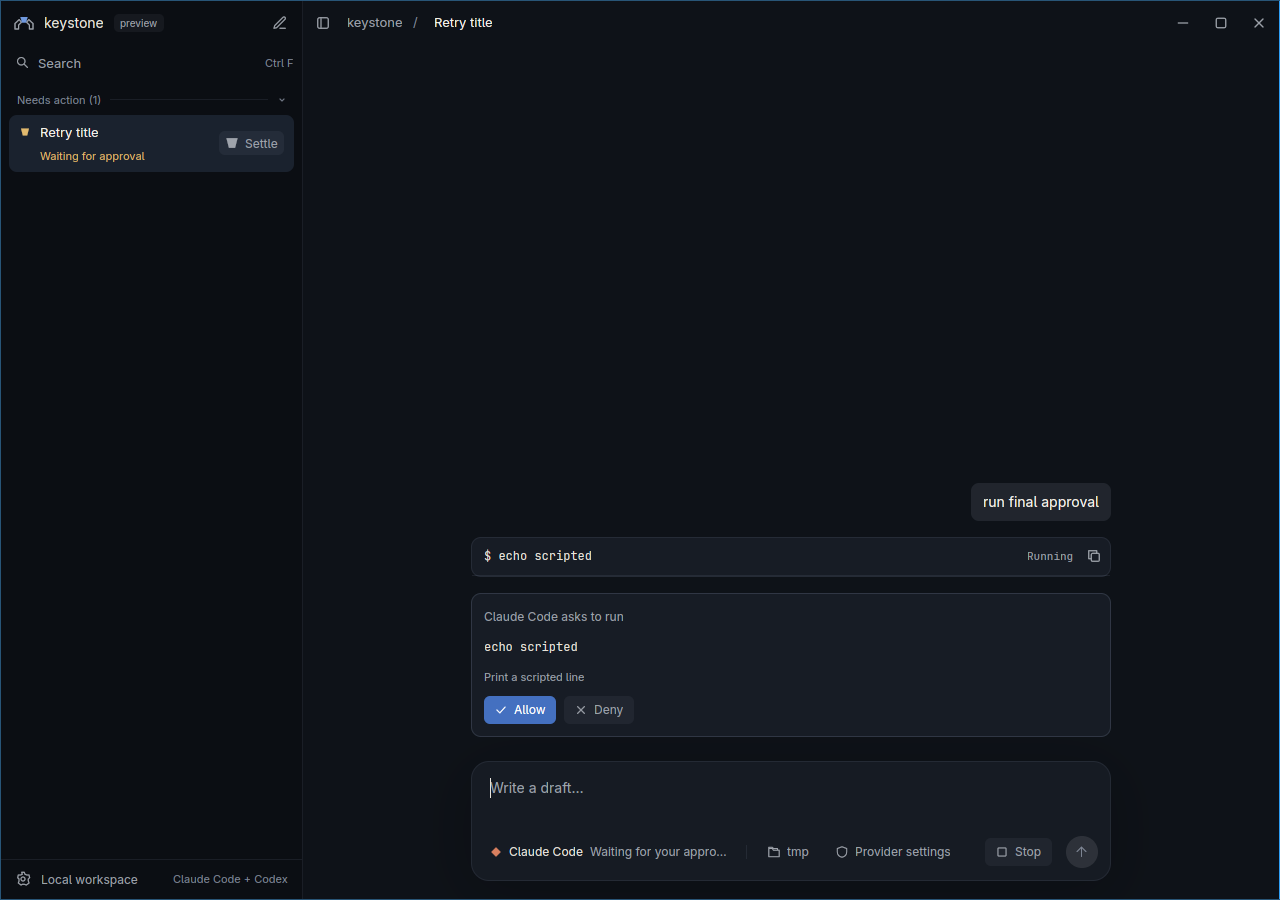 keystone preview
Search Ctrl F
Needs action (1)
Retry title
Waiting for approval
Settle
Local workspace Claude Code + Codex
keystone / Retry title
run final approval
$ echo scripted Running
Claude Code asks to run
echo scripted
Print a scripted line
Allow Deny
Write a draft...
Claude Code Waiting for your appro... tmp Provider settings Stop